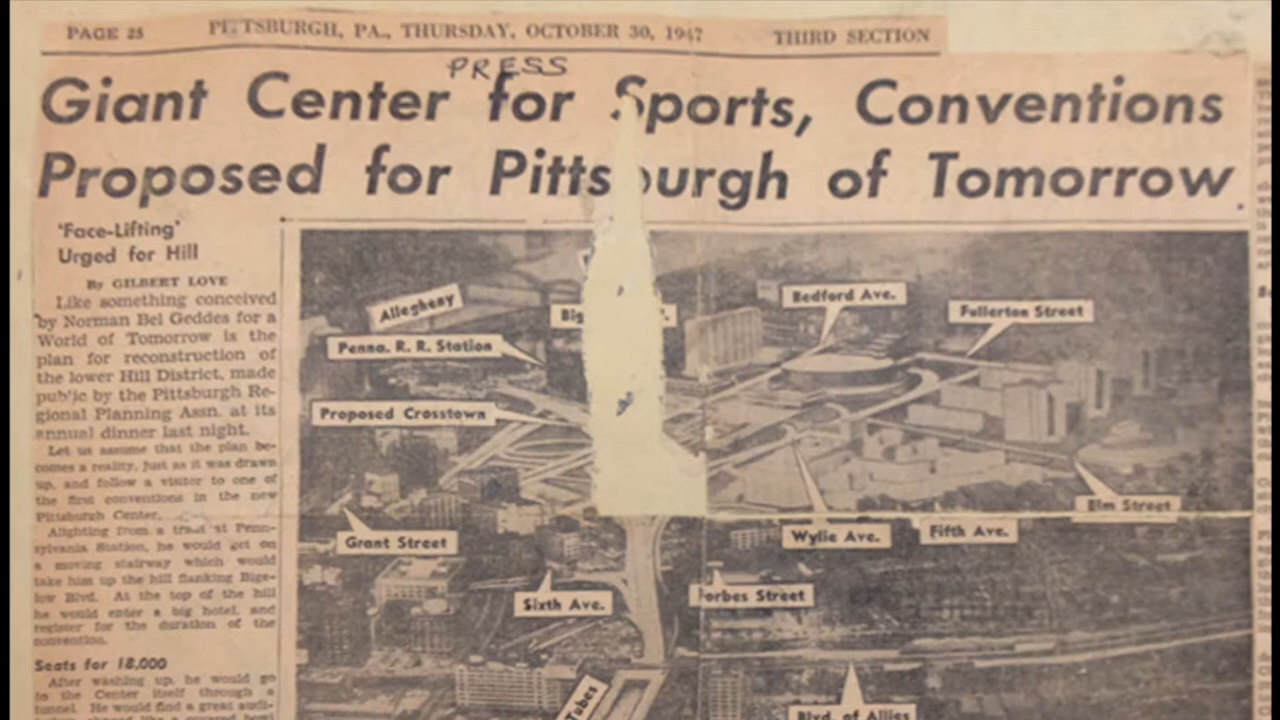 PAGE 25 PITTSBURGH, PA., THURSDAY, OCTOBER 30, 1947 THIRD SECTION
PRESS
Giant Center for Sports, Conventions
Proposed for Pittsburgh of Tomorrow
'Face-Lifting'
Urged for Hill
By GILBERT LOVE
Like something conceived
by Norman Bel Geddes for a
World of Tomorrow is the
plan for reconstruction of
the lower Hill District, made
public by the Pittsburgh Re-
gional Planning Assn. at its
annual dinner last night.
Let us assume that the plan be-
comes a reality, just as it was drawn
up, and follow a visitor to one of
the first conventions in the new
Pittsburgh Center.
Alighting from a train at Penn-
sylvania Station, he would get on
a moving stairway which would
take him up the hill flanking Bige-
low Blvd. At the top of the hill
he would enter a big hotel, and
register for the duration of the
convention.
Seats for 18,000
After washing up, he would go
to the Center itself through a
tunnel. He would find a great audi-
Allegheny
Big
Bedford Ave.
Fullerton Street
Penna. R. R. Station
Proposed Crosstown
Elm Street
Grant Street
Wylie Ave.
Fifth Ave.
Sixth Ave.
Forbes Street
Tubes
Blvd. of Allies